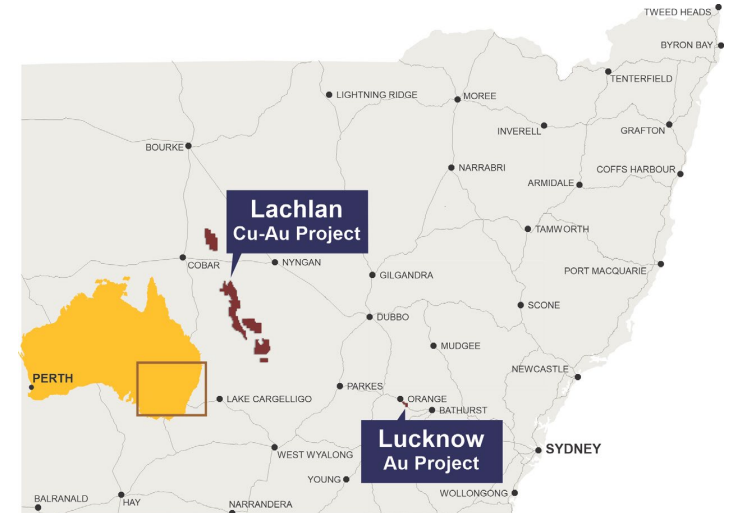 TWEED HEADS
BYRON BAY
TENTERFIELD
LIGHTNING RIDGE
MOREE
INVERELL
GRAFTON
BOURKE
NARRABRI
COFFS HARBOUR
ARMIDALE
Lachlan
Cu-Au Project
TAMWORTH
COBAR
NYNGAN
GILGANDRA
PORT MACQUARIE
SCONE
DUBBO
MUDGEE
NEWCASTLE
PERTH
PARKES
LAKE CARGELLIGO
ORANGE
BATHURST
Lucknow
Au Project
SYDNEY
WEST WYALONG
YOUNG
WOLLONGONG
BALRANALD
HAY
NARRANDERA